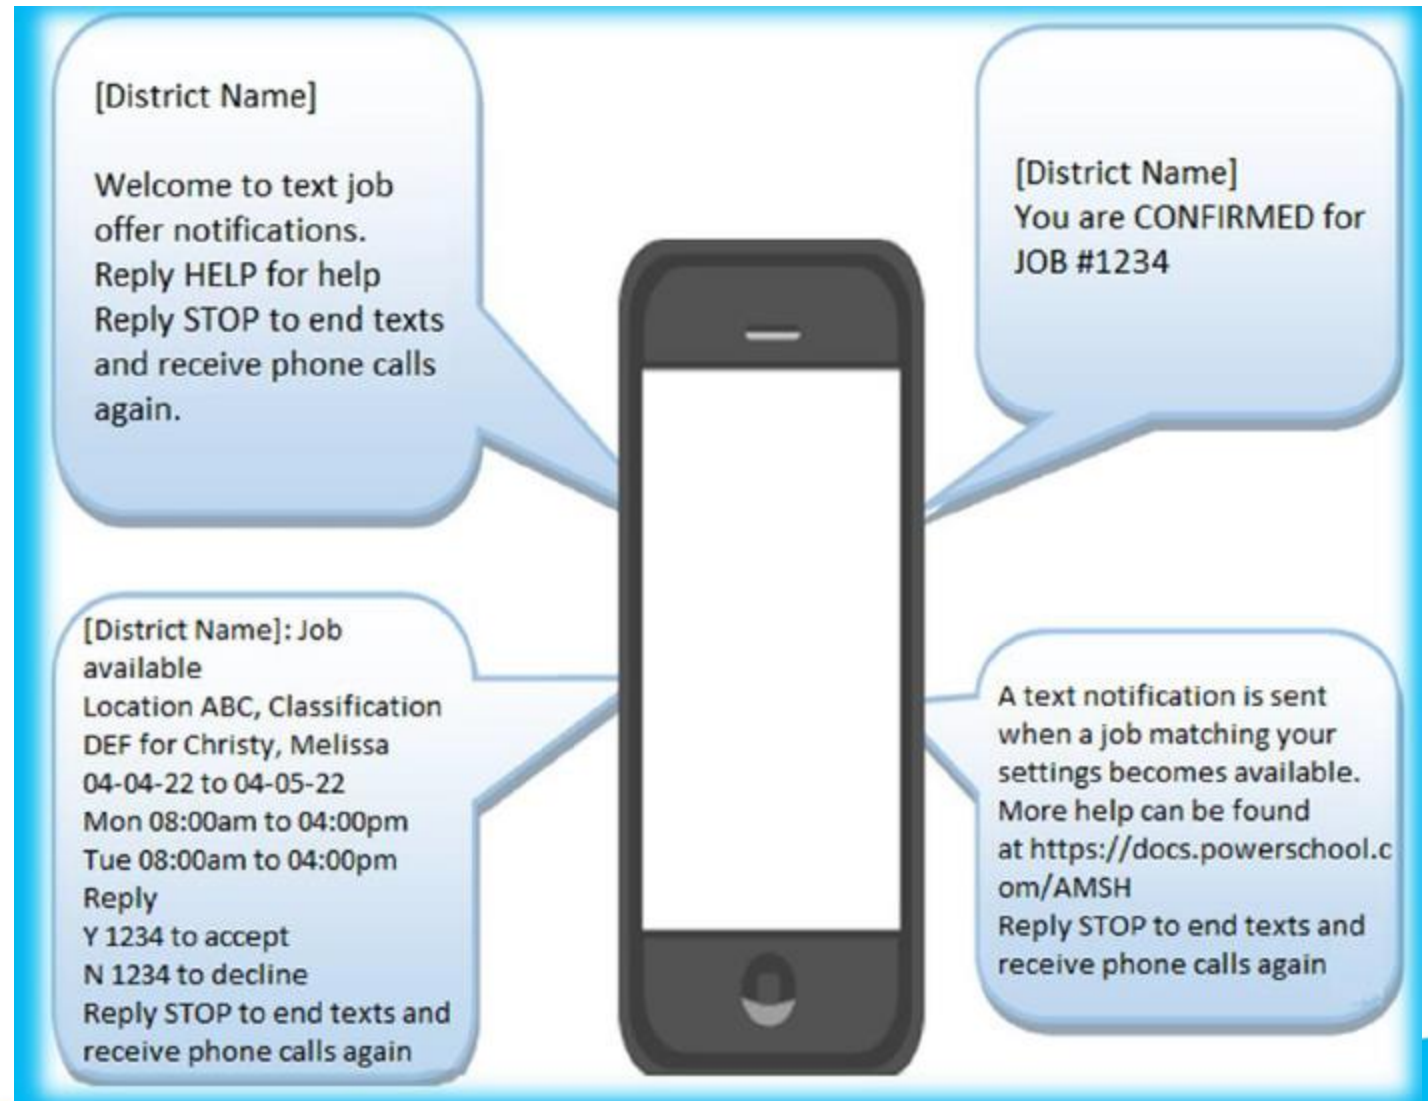 [District Name]
Welcome to text job
offer notifications.
Reply HELP for help
Reply STOP to end texts
and receive phone calls
again.
[District Name]
You are CONFIRMED for
JOB #1234
[District Name]: Job
available
Location ABC, Classification
DEF for Christy, Melissa
04-04-22 to 04-05-22
Mon 08:00am to 04:00pm
Tue 08:00am to 04:00pm
Reply
Y 1234 to accept
N 1234 to decline
Reply STOP to end texts and
receive phone calls again
A text notification is sent
when a job matching your
settings becomes available.
More help can be found
at https://docs.powerschool.c
om/AMSH
Reply STOP to end texts and
receive phone calls again